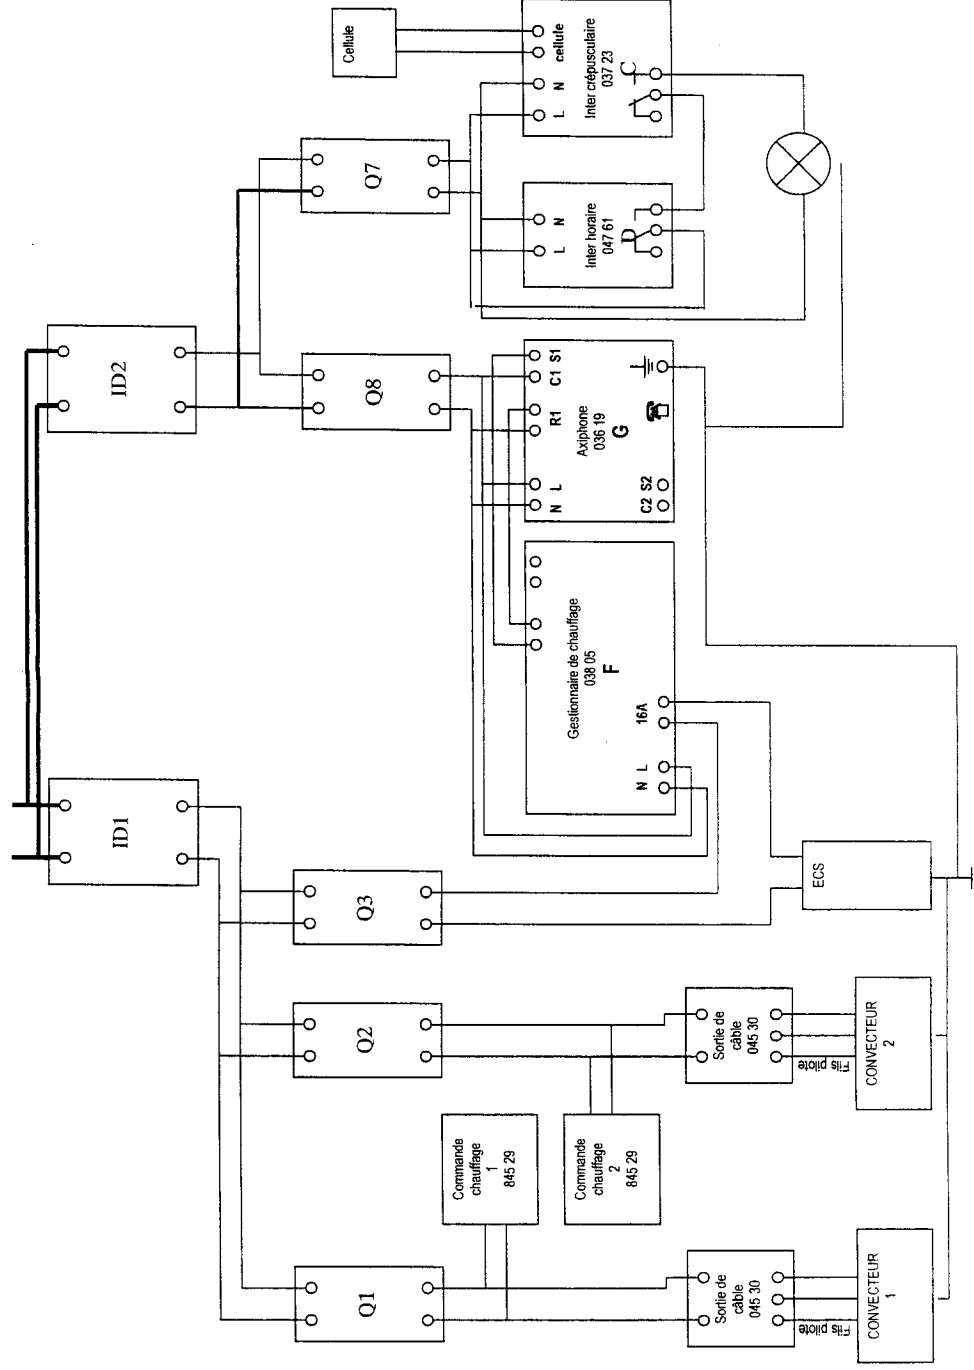 Cellule
cellule
N
L
Inter crépusculaire
037 23
C
Q7
N
L
Inter horaire
047 61
D
ID2
Q8
S1
C1
R1
L
N
Axiphone
036 19
G
S2
C2
Gestionnaire de chauffage
038 05
F
16A
L
N
ID1
Q3
ECS
Q2
Sortie de
câble
045 30
Fils pilote
CONVECTEUR
2
Commande
chauffage
1
845 29
Commande
chauffage
2
845 29
Q1
Sortie de
câble
045 30
Fils pilote
CONVECTEUR
1